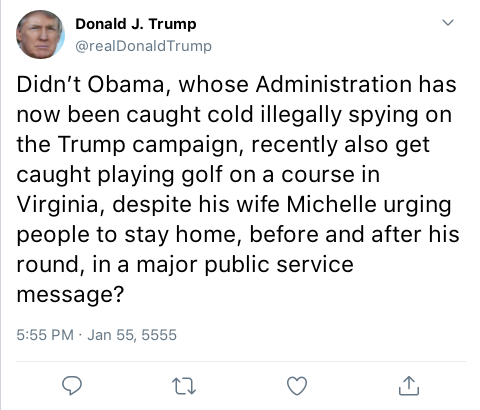 Donald J. Trump
@realDonaldTrump
Didn’t Obama, whose Administration has
now been caught cold illegally spying on
the Trump campaign, recently also get
caught playing golf on a course in
Virginia, despite his wife Michelle urging
people to stay home, before and after his
round, in a major public service
message?
5:55 PM · Jan 55, 5555